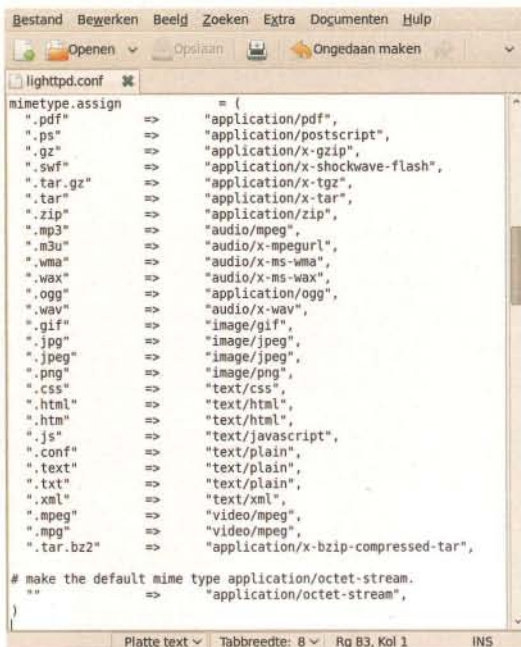 Bestand Bewerken Beeld Zoeken Extra Documenten Hulp
Openen Opslaan Ongedaan maken
lighttpd.conf
mimetype.assign = (
".pdf" => "application/pdf",
".ps" => "application/postscript",
".gz" => "application/x-gzip",
".swf" => "application/x-shockwave-flash",
".tar.gz" => "application/x-tgz",
".tar" => "application/x-tar",
".zip" => "application/zip",
".mp3" => "audio/mpeg",
".m3u" => "audio/x-mpegurl",
".wma" => "audio/x-ms-wma",
".wax" => "audio/x-ms-wax",
".ogg" => "application/ogg",
".wav" => "audio/x-wav",
".gif" => "image/gif",
".jpg" => "image/jpeg",
".jpeg" => "image/jpeg",
".png" => "image/png",
".css" => "text/css",
".html" => "text/html",
".htm" => "text/html",
".js" => "text/javascript",
".conf" => "text/plain",
".text" => "text/plain",
".txt" => "text/plain",
".xml" => "text/xml",
".mpeg" => "video/mpeg",
".mpg" => "video/mpeg",
".tar.bz2" => "application/x-bzip-compressed-tar",
# make the default mime type application/octet-stream.
"" => "application/octet-stream",
)
Platte text Tabbreedte: 8 Rg 83, Kol 1 INS